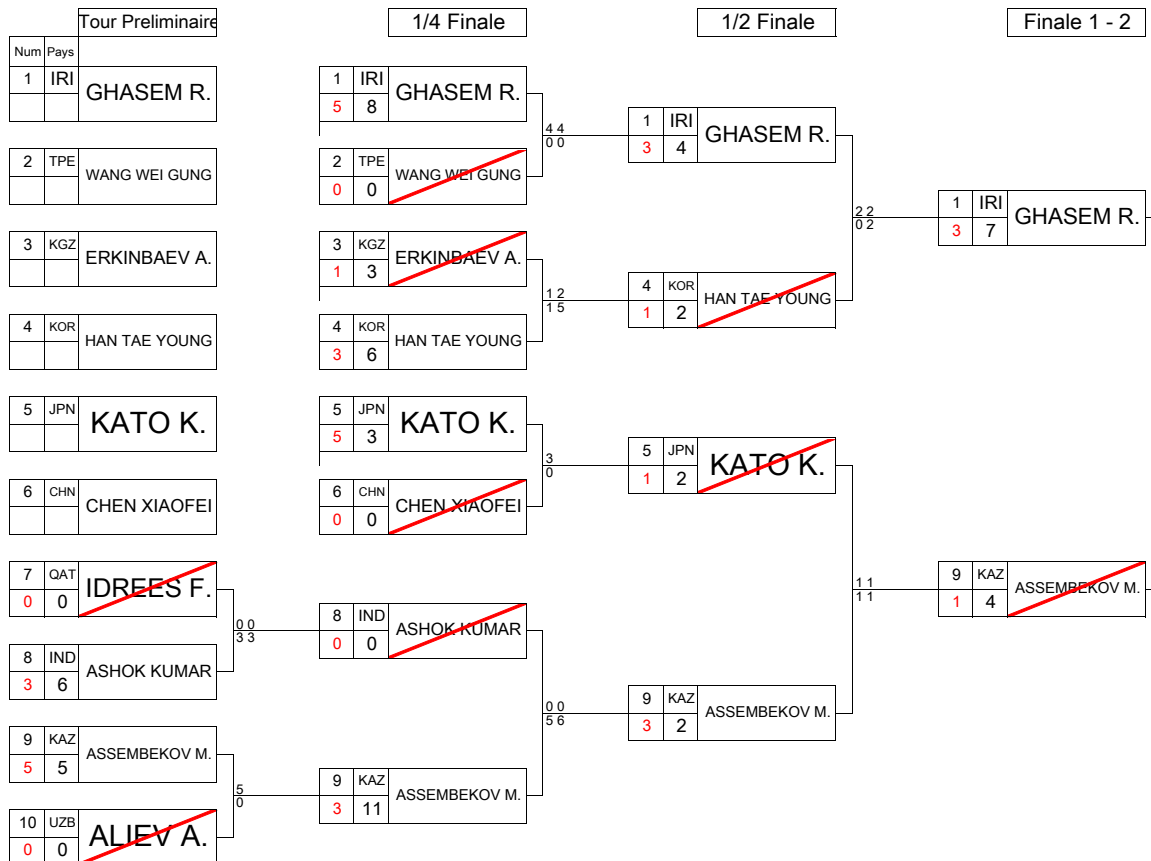 Tour Preliminaire 1/4 Finale 1/2 Finale Finale 1 - 2
Num Pays
1 IRI GHASEM R.
2 TPE WANG WEI GUNG
3 KGZ ERKINBAEV A.
4 KOR HAN TAE YOUNG
5 JPN KATO K.
6 CHN CHEN XIAOFEI
7 QAT IDREES F.
0 0
0 0
3 3
8 IND ASHOK KUMAR
3 6
9 KAZ ASSEMBEKOV M.
5 5
5
0
10 UZB ALIEV A.
0 0
1 IRI GHASEM R.
5 8
4 4
0 0
2 TPE WANG WEI GUNG
0 0
3 KGZ ERKINBAEV A.
1 3
1 2
1 5
4 KOR HAN TAE YOUNG
3 6
5 JPN KATO K.
5 3
3
0
6 CHN CHEN XIAOFEI
0 0
8 IND ASHOK KUMAR
0 0
0 0
5 6
9 KAZ ASSEMBEKOV M.
3 11
1 IRI GHASEM R.
3 4
2 2
0 2
4 KOR HAN TAE YOUNG
1 2
5 JPN KATO K.
1 2
1 1
1 1
9 KAZ ASSEMBEKOV M.
3 2
1 IRI GHASEM R.
3 7
9 KAZ ASSEMBEKOV M.
1 4